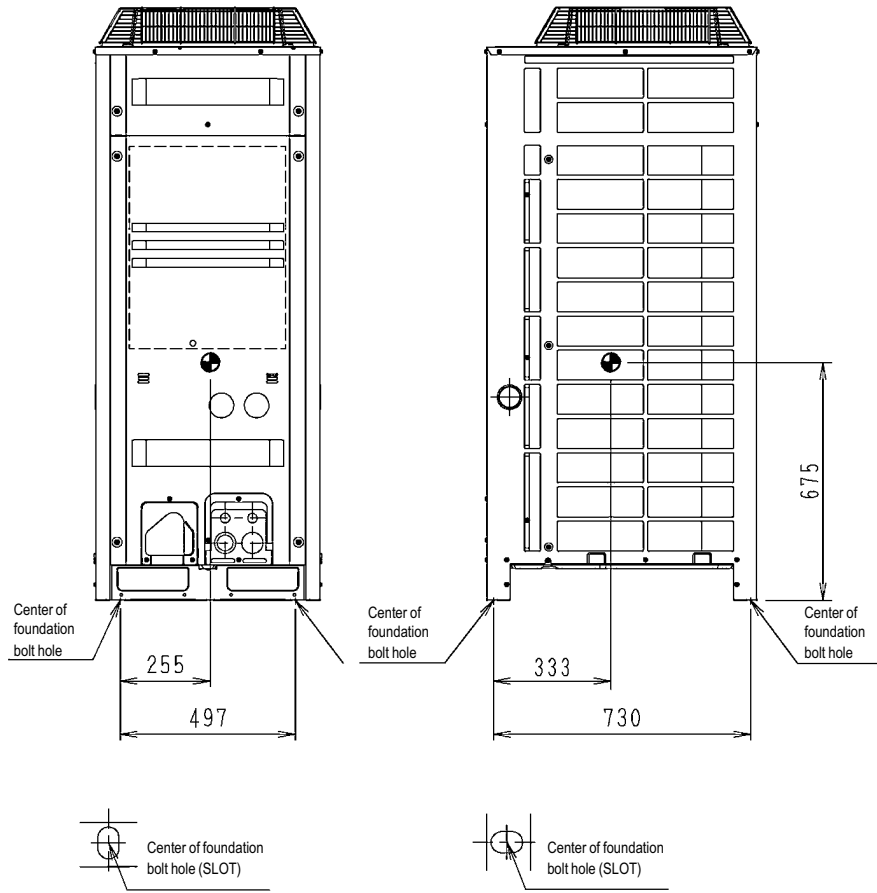 675
Center of
foundation
bolt hole
Center of
foundation
bolt hole
Center of
foundation
bolt hole
255
333
497
730
Center of foundation
bolt hole (SLOT)
Center of foundation
bolt hole (SLOT)